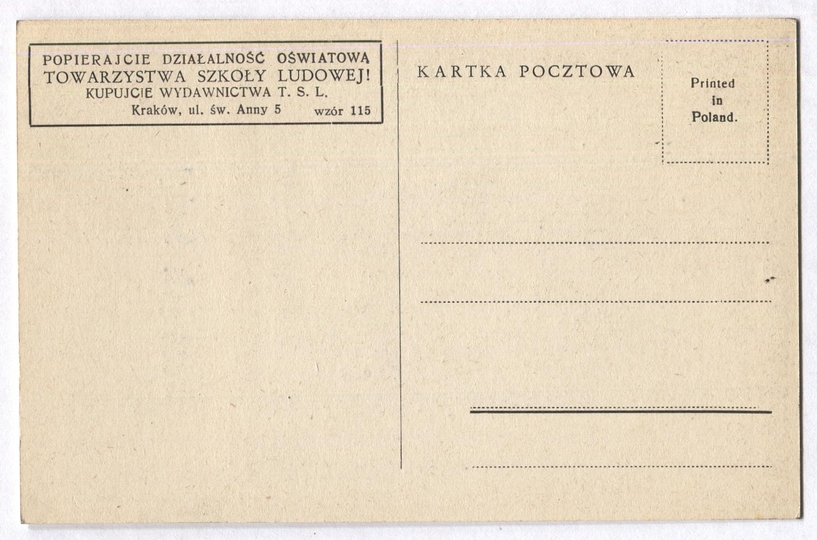 POPIERAJCIE DZIAŁALNOŚĆ OŚWIATOWĄ
TOWARZYSTWA SZKOŁY LUDOWEJ!
KUPUJCIE WYDAWNICTWA T. S. L.
Kraków, ul. św. Anny 5 wzór 115
KARTKA POCZTOWA
Printed
in
Poland.